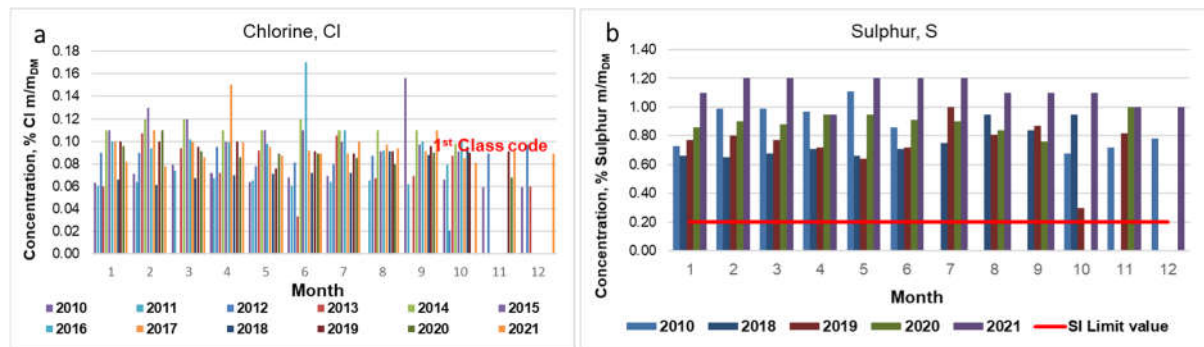 a
Chlorine, Cl
Concentration, % Cl m/mDM
0.18
0.16
0.14
0.12
0.10
0.08
0.06
0.04
0.02
0.00
1st Class code
1 2 3 4 5 6 7 8 9 10 11 12
Month
2010 2011 2012 2013 2014 2015
2016 2017 2018 2019 2020 2021
b
Sulphur, S
Concentration, % Sulphur m/mDM
1.40
1.20
1.00
0.80
0.60
0.40
0.20
0.00
1 2 3 4 5 6 7 8 9 10 11 12
Month
2010 2018 2019 2020 2021 SI Limit value